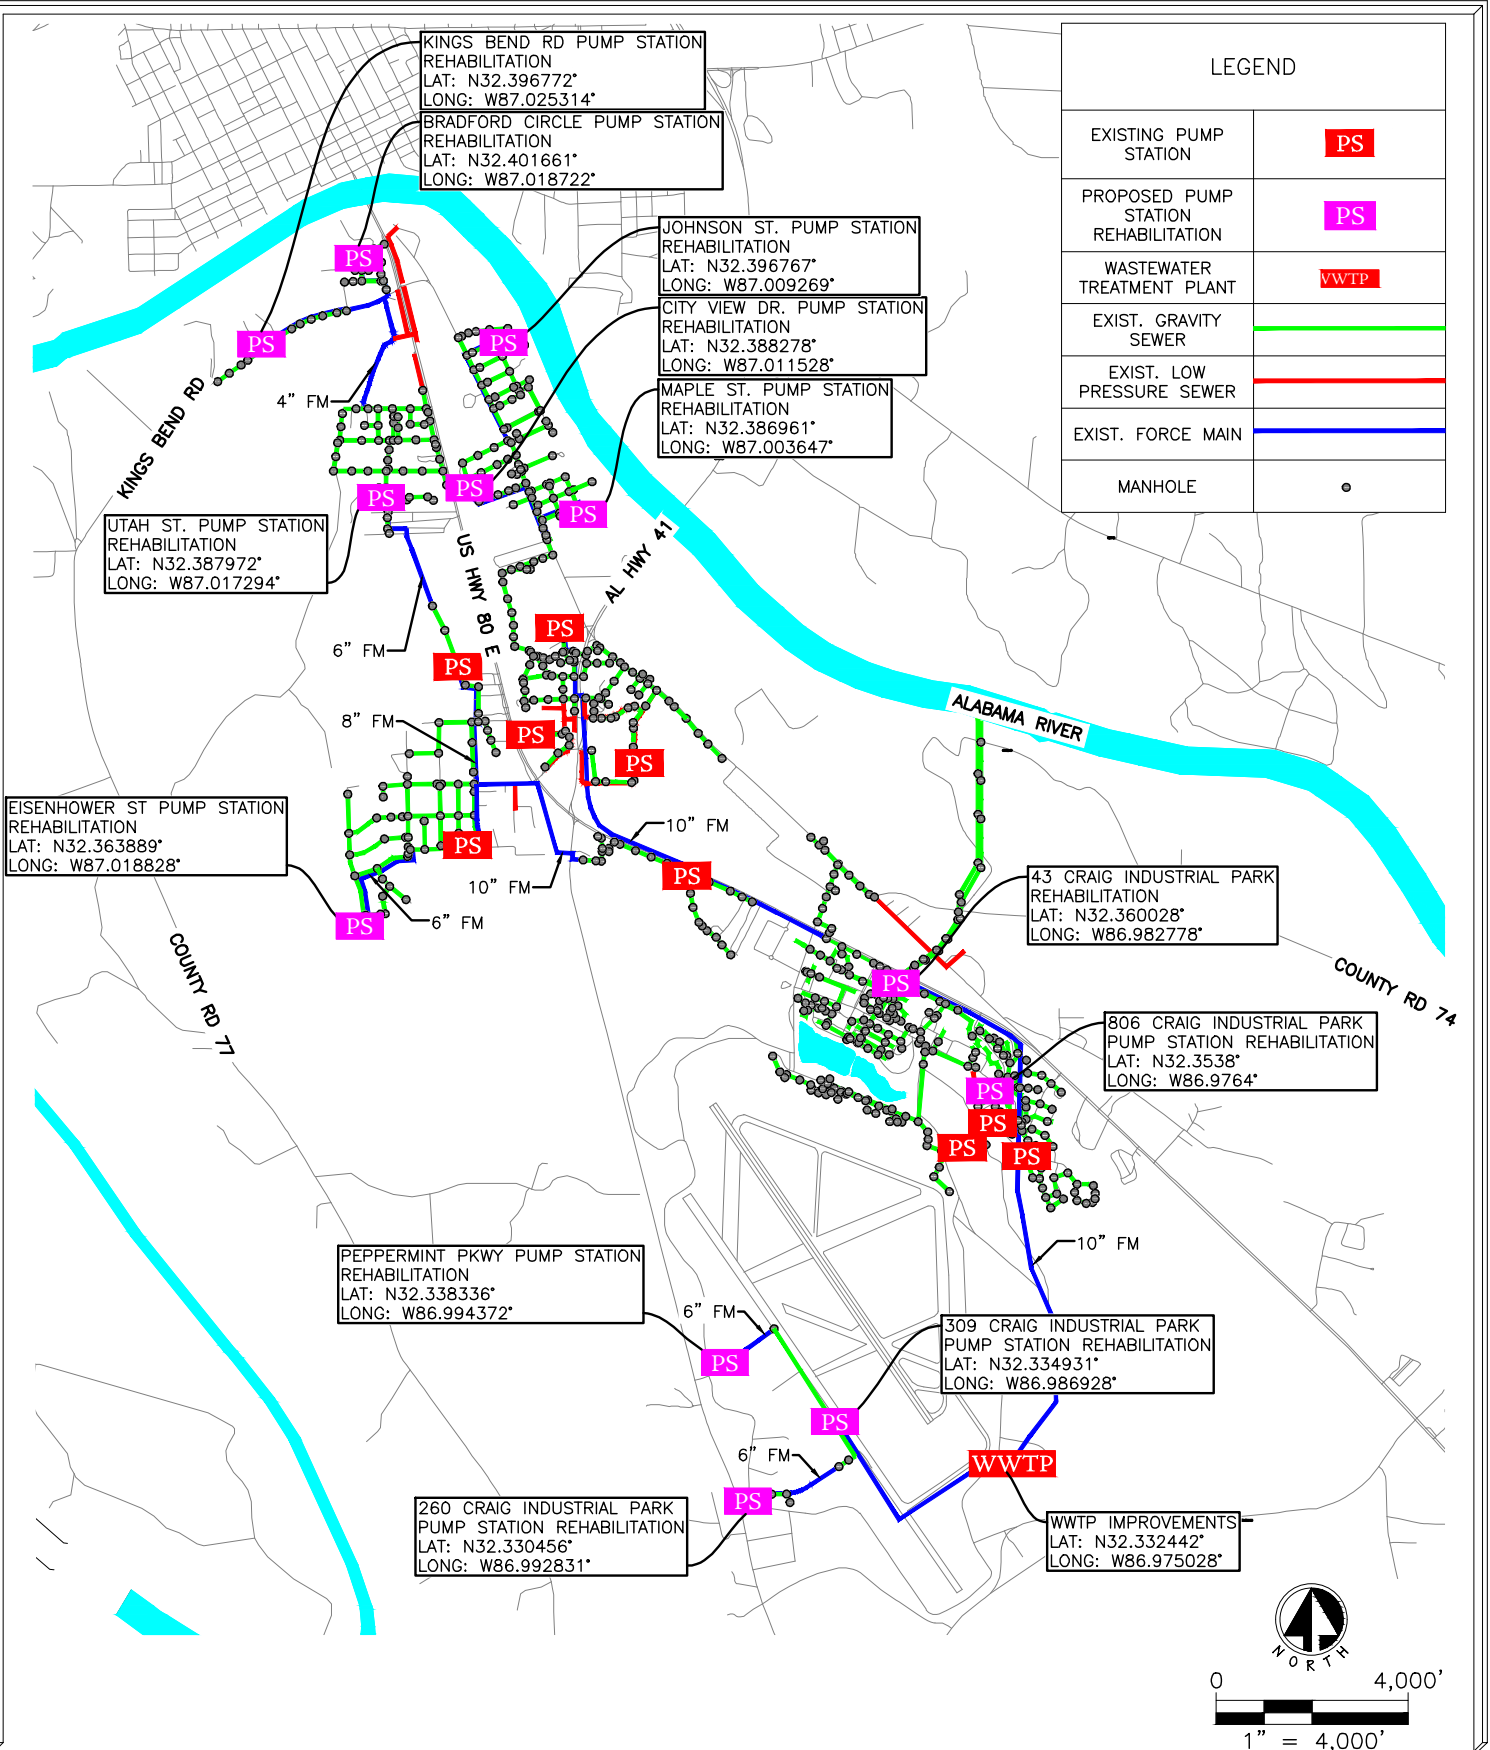 KINGS BEND RD PUMP STATION
REHABILITATION
LAT: N32.396772°
LONG: W87.025314°
BRADFORD CIRCLE PUMP STATION
REHABILITATION
LAT: N32.401661°
LONG: W87.018722°
JOHNSON ST. PUMP STATION
REHABILITATION
LAT: N32.396767°
LONG: W87.009269°
CITY VIEW DR. PUMP STATION
REHABILITATION
LAT: N32.388278°
LONG: W87.011528°
MAPLE ST. PUMP STATION
REHABILITATION
LAT: N32.386961°
LONG: W87.003647°
LEGEND
EXISTING PUMP
STATION
PS
PROPOSED PUMP
STATION
REHABILITATION
PS
WASTEWATER
TREATMENT PLANT
WWTP
EXIST. GRAVITY
SEWER
EXIST. LOW
PRESSURE SEWER
EXIST. FORCE MAIN
MANHOLE
PS
PS
PS
4" FM
KINGS BEND RD
PS
PS
PS
UTAH ST. PUMP STATION
REHABILITATION
LAT: N32.387972°
LONG: W87.017294°
US HWY 80 E
AL HWY 41
6" FM
PS
PS
8" FM
PS
PS
ALABAMA RIVER
EISENHOWER ST PUMP STATION
REHABILITATION
LAT: N32.363889°
LONG: W87.018828°
PS
10" FM
10" FM
PS
6" FM
PS
COUNTY RD 77
43 CRAIG INDUSTRIAL PARK
REHABILITATION
LAT: N32.360028°
LONG: W86.982778°
PS
COUNTY RD 74
806 CRAIG INDUSTRIAL PARK
PUMP STATION REHABILITATION
LAT: N32.3538°
LONG: W86.9764°
PS
PS
PS
PS
10" FM
PEPPERMINT PKWY PUMP STATION
REHABILITATION
LAT: N32.338336°
LONG: W86.994372°
6" FM
PS
309 CRAIG INDUSTRIAL PARK
PUMP STATION REHABILITATION
LAT: N32.334931°
LONG: W86.986928°
PS
6" FM
WWTP
PS
260 CRAIG INDUSTRIAL PARK
PUMP STATION REHABILITATION
LAT: N32.330456°
LONG: W86.992831°
WWTP IMPROVEMENTS
LAT: N32.332442°
LONG: W86.975028°
NORTH
0 4,000'
1" = 4,000'